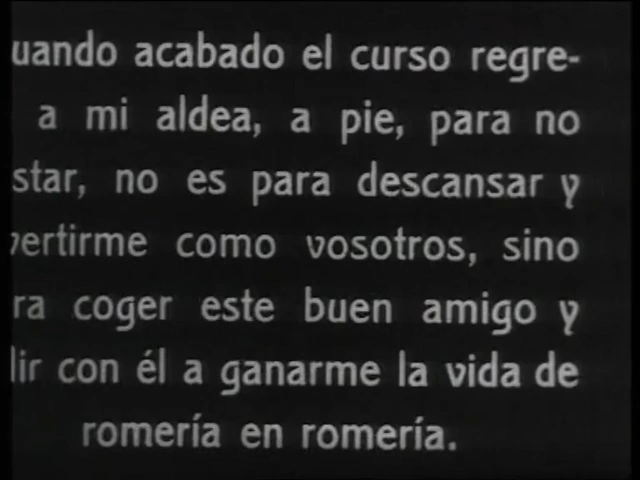 uando acabado el curso regre-
a mi aldea, a pie, para no
star, no es para descansar y
vertirme como vosotros, sino
ra coger este buen amigo y
lir con él a ganarme la vida de
romería en romería.